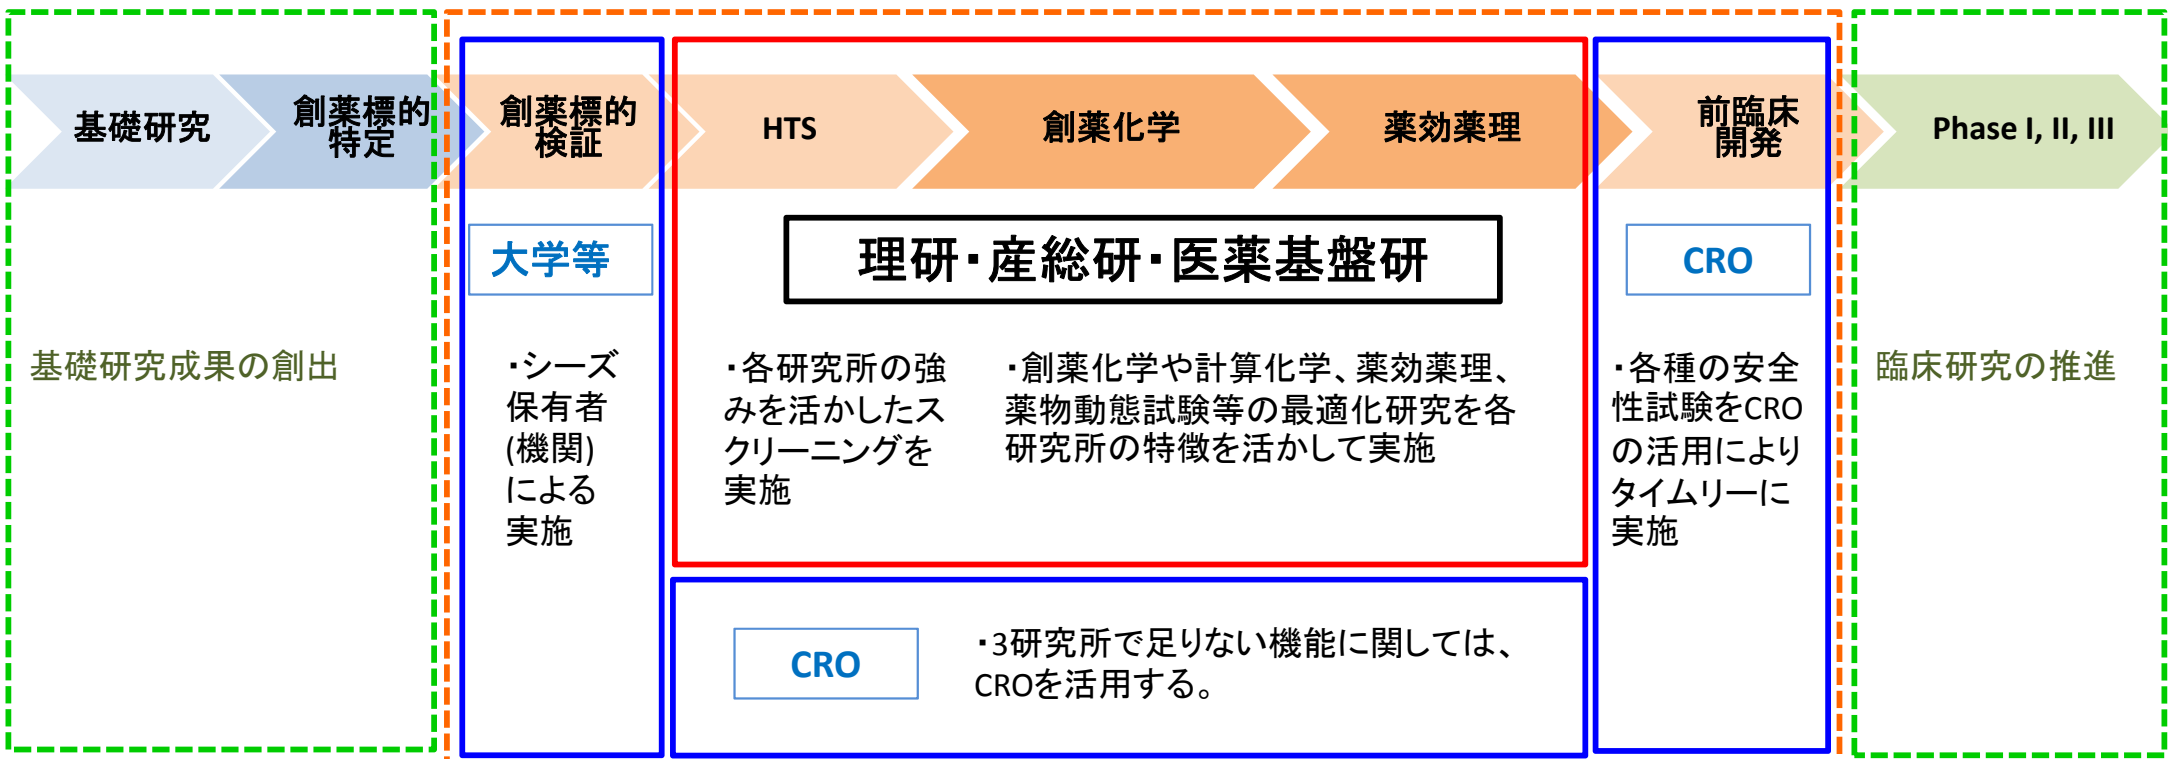 基礎研究
創薬標的
特定
創薬標的
検証
HTS
創薬化学
薬効薬理
前臨床
開発
Phase I, II, III
大学等
理研・産総研・医薬基盤研
CRO
基礎研究成果の創出
・シーズ
保有者
(機関)
による
実施
・各研究所の強
みを活かしたス
クリーニングを
実施
・創薬化学や計算化学、薬効薬理、
薬物動態試験等の最適化研究を各
研究所の特徴を活かして実施
・各種の安全
性試験をCRO
の活用により
タイムリーに
実施
臨床研究の推進
CRO
・3研究所で足りない機能に関しては、
CROを活用する。